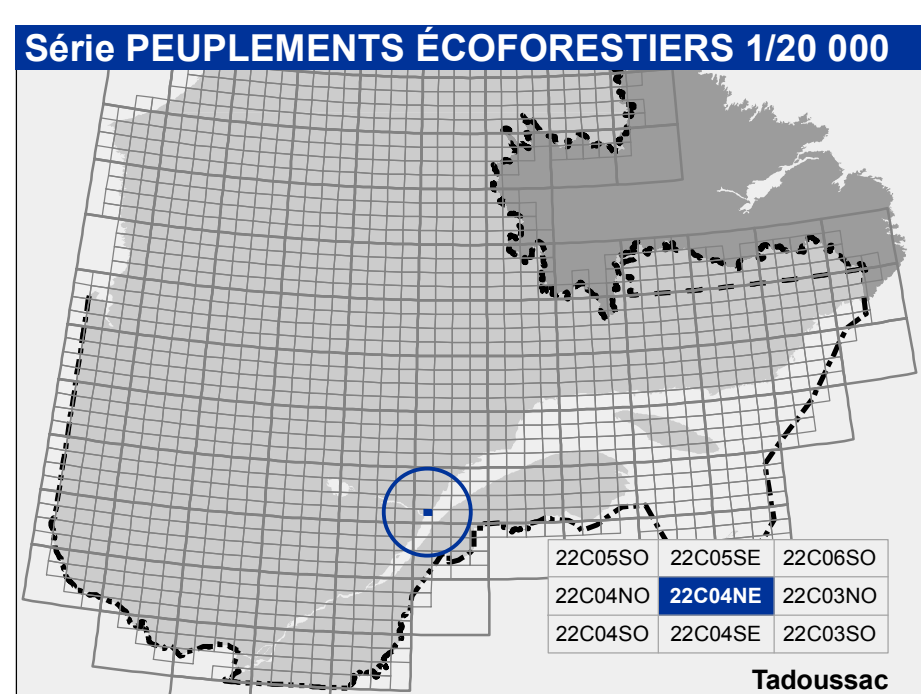 Série PEUPLEMENTS ÉCOFORESTIERS 1/20 000
22C05SO 22C05SE 22C06SO
22C04NO 22C04NE 22C03NO
22C04SO 22C04SE 22C03SO
Tadoussac